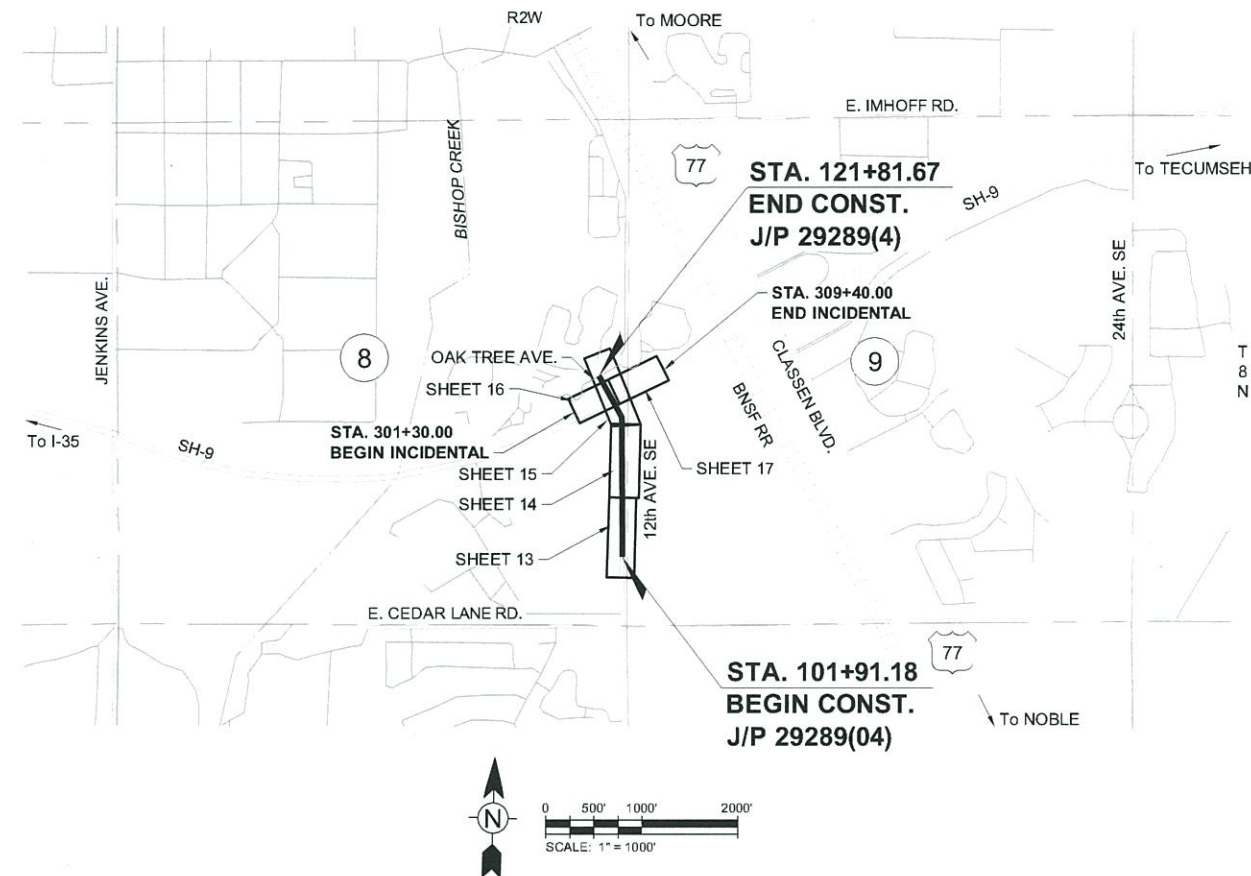 R2W
To MOORE
E. IMHOFF RD.
77
To TECUMSEH
STA. 121+81.67
END CONST.
J/P 29289(4)
SH-9
BISHOP CREEK
JENKINS AVE.
24th AVE. SE
STA. 309+40.00
END INCIDENTAL
8
OAK TREE AVE.
SHEET 16
CLASSEN BLVD.
9
T
8
N
BNSF RR
STA. 301+30.00
BEGIN INCIDENTAL
To I-35
SH-9
SHEET 15
SHEET 17
SHEET 14
12th AVE. SE
SHEET 13
E. CEDAR LANE RD.
77
STA. 101+91.18
BEGIN CONST.
J/P 29289(04)
To NOBLE
N
0 500' 1000' 2000'
SCALE: 1" = 1000'